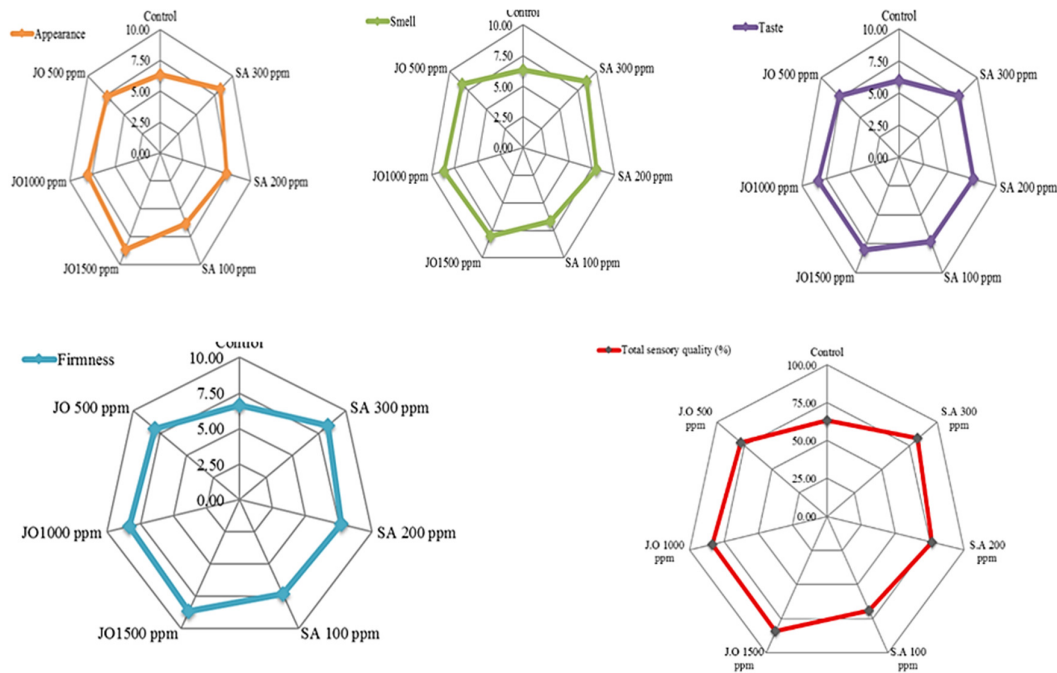 Control
10.00
7.50
5.00
2.50
0.00
Appearance
JO 500 ppm
SA 300 ppm
JO1000 ppm
SA 200 ppm
JO1500 ppm
SA 100 ppm
Control
10.00
7.50
5.00
2.50
0.00
Smell
JO 500 ppm
SA 300 ppm
JO1000 ppm
SA 200 ppm
JO1500 ppm
SA 100 ppm
Control
10.00
7.50
5.00
2.50
0.00
Taste
JO 500 ppm
SA 300 ppm
JO1000 ppm
SA 200 ppm
JO1500 ppm
SA 100 ppm
Control
10.00
7.50
5.00
2.50
0.00
Firmness
JO 500 ppm
SA 300 ppm
JO1000 ppm
SA 200 ppm
JO1500 ppm
SA 100 ppm
Total sensory quality (%)
Control
100.00
75.00
50.00
25.00
0.00
J.O 500
ppm
S.A 300
ppm
J.O 1000
ppm
S.A 200
ppm
J.O 1500
ppm
S.A 100
ppm